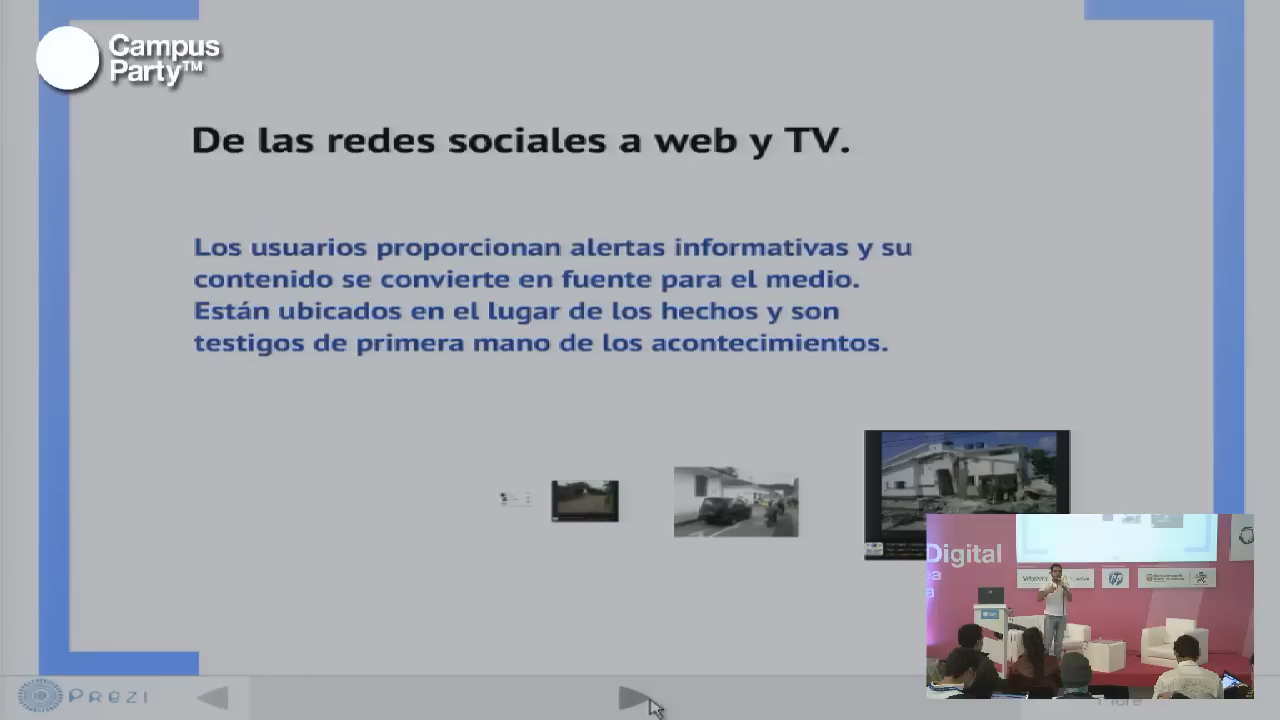 Campus
Party™
De las redes sociales a web y TV.
Los usuarios proporcionan alertas informativas y su
contenido se convierte en fuente para el medio.
Están ubicados en el lugar de los hechos y son
testigos de primera mano de los acontecimientos.
Digital
hp
Prezi
More